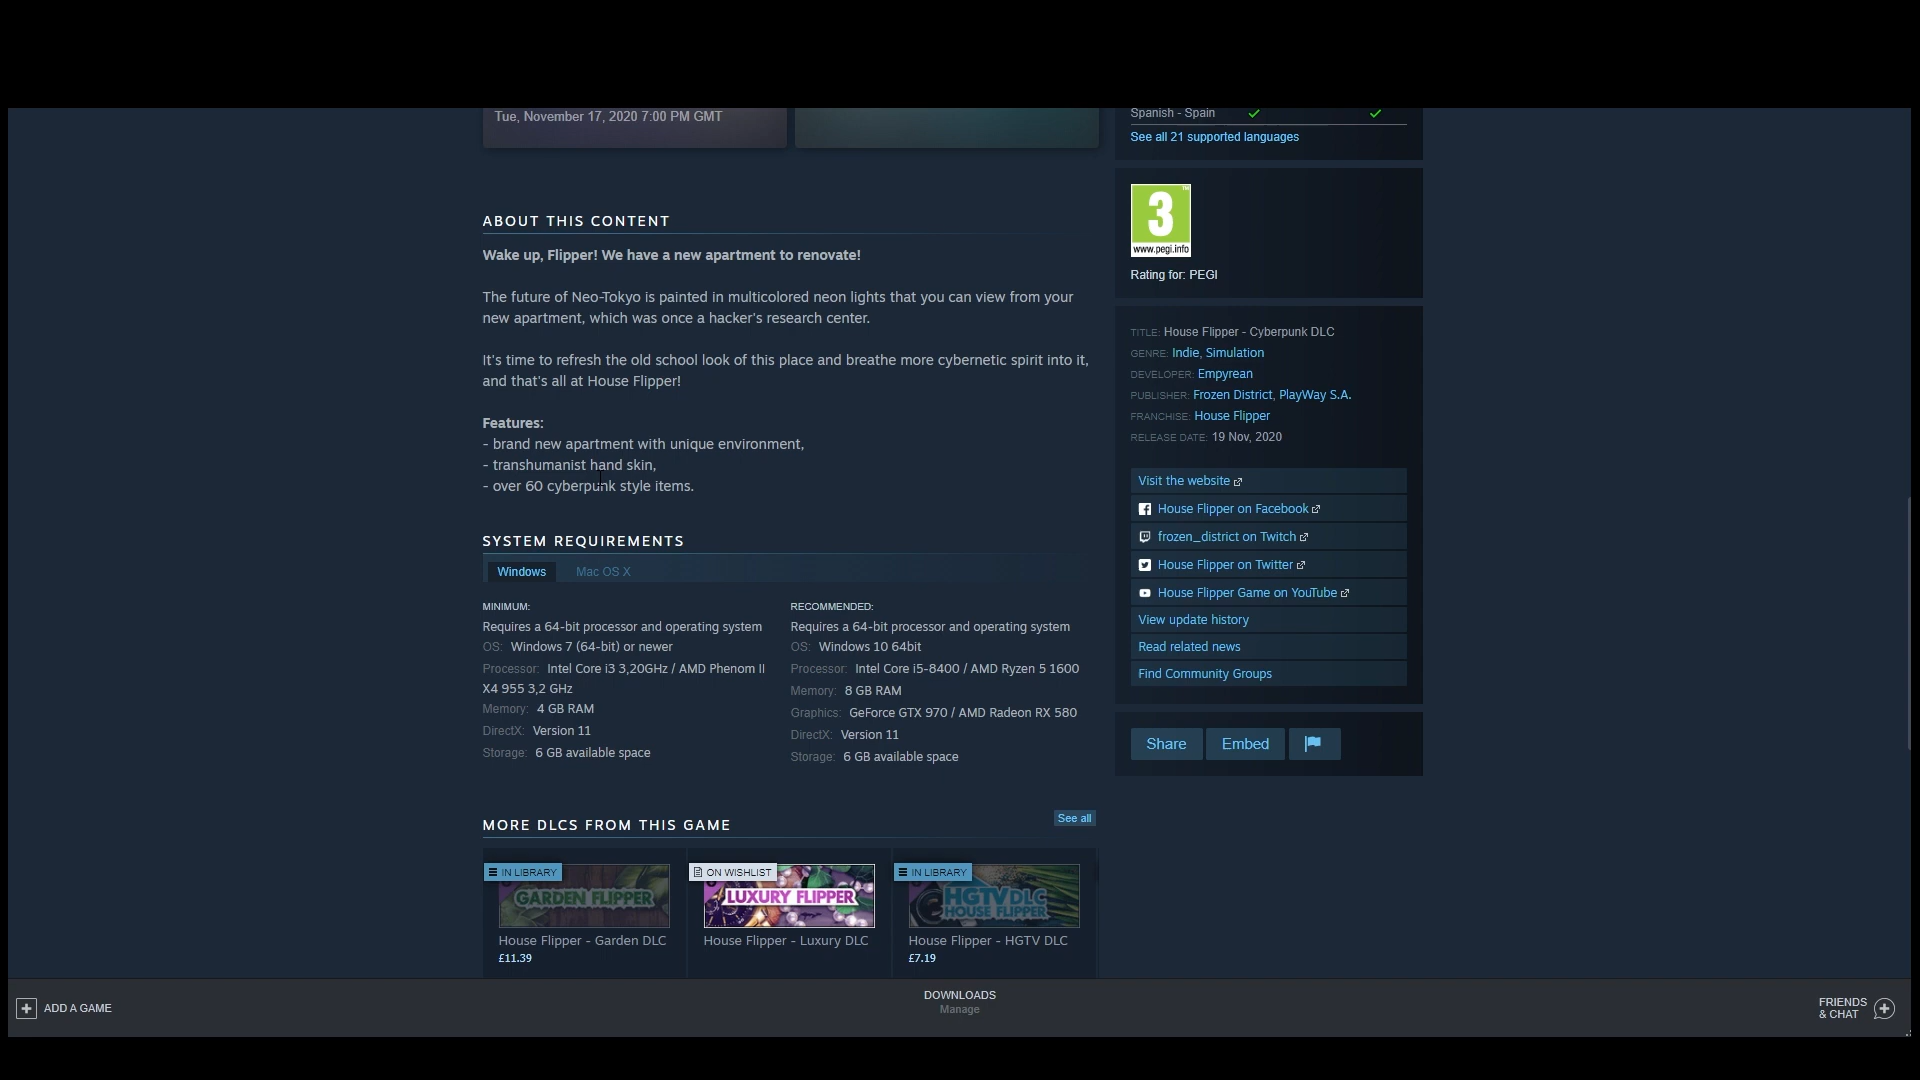 Tue, November 17, 2020 7:00 PM GMT
ABOUT THIS CONTENT
Wake up, Flipper! We have a new apartment to renovate!
The future of Neo-Tokyo is painted in multicolored neon lights that you can view from your
new apartment, which was once a hacker's research center.
It's time to refresh the old school look of this place and breathe more cybernetic spirit into it,
and that's all at House Flipper!
Features:
- brand new apartment with unique environment,
- transhumanist hand skin,
- over 60 cyberpunk style items.
SYSTEM REQUIREMENTS
Windows Mac OS X
MINIMUM:
Requires a 64-bit processor and operating system
OS: Windows 7 (64-bit) or newer
Processor: Intel Core i3 3,20GHz / AMD Phenom II
X4 955 3,2 GHz
Memory: 4 GB RAM
DirectX: Version 11
Storage: 6 GB available space
RECOMMENDED:
Requires a 64-bit processor and operating system
OS: Windows 10 64bit
Processor: Intel Core i5-8400 / AMD Ryzen 5 1600
Memory: 8 GB RAM
Graphics: GeForce GTX 970 / AMD Radeon RX 580
DirectX: Version 11
Storage: 6 GB available space
MORE DLCS FROM THIS GAME
See all
IN LIBRARY
GARDEN FLIPPER
House Flipper - Garden DLC
£11.39
ON WISHLIST
LUXURY FLIPPER
House Flipper - Luxury DLC
IN LIBRARY
HGTV DLC
HOUSE FLIPPER
House Flipper - HGTV DLC
£7.19
Spanish - Spain
See all 21 supported languages
3
TM
www.pegi.info
Rating for: PEGI
TITLE: House Flipper - Cyberpunk DLC
GENRE: Indie, Simulation
DEVELOPER: Empyrean
PUBLISHER: Frozen District, PlayWay S.A.
FRANCHISE: House Flipper
RELEASE DATE: 19 Nov, 2020
Visit the website
House Flipper on Facebook
frozen_district on Twitch
House Flipper on Twitter
House Flipper Game on YouTube
View update history
Read related news
Find Community Groups
Share Embed
ADD A GAME
DOWNLOADS
Manage
FRIENDS
& CHAT